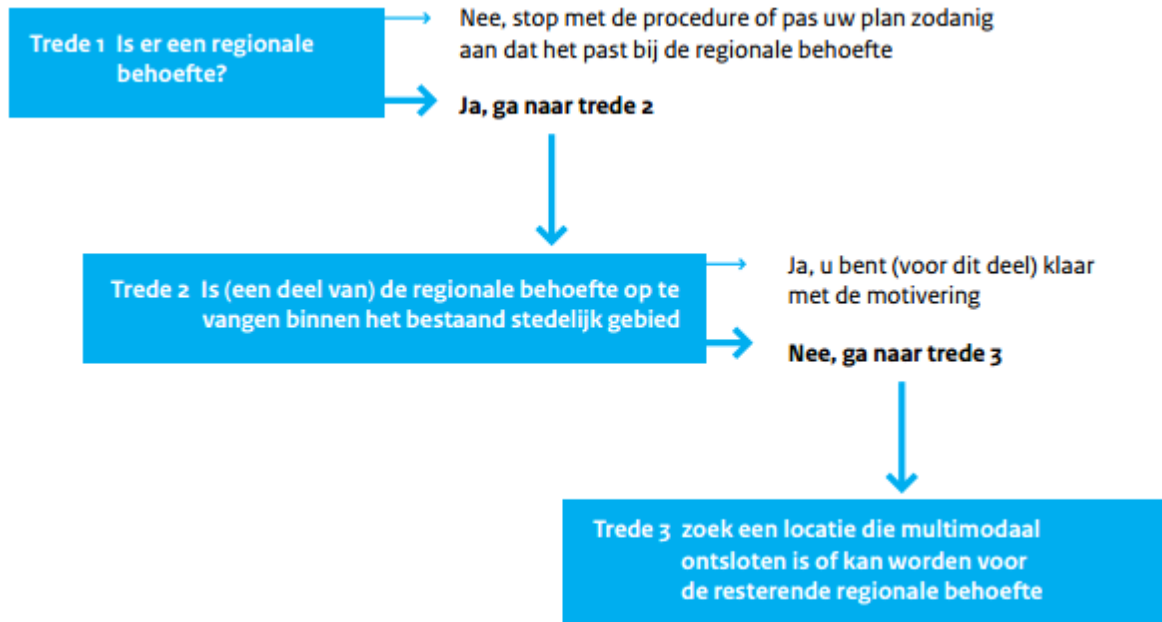 Trede 1 Is er een regionale
behoefte?
Nee, stop met de procedure of pas uw plan zodanig
aan dat het past bij de regionale behoefte
Ja, ga naar trede 2
Trede 2 Is (een deel van) de regionale behoefte op te
vangen binnen het bestaand stedelijk gebied
Ja, u bent (voor dit deel) klaar
met de motivering
Nee, ga naar trede 3
Trede 3 zoek een locatie die multimodaal
ontsloten is of kan worden voor
de resterende regionale behoefte